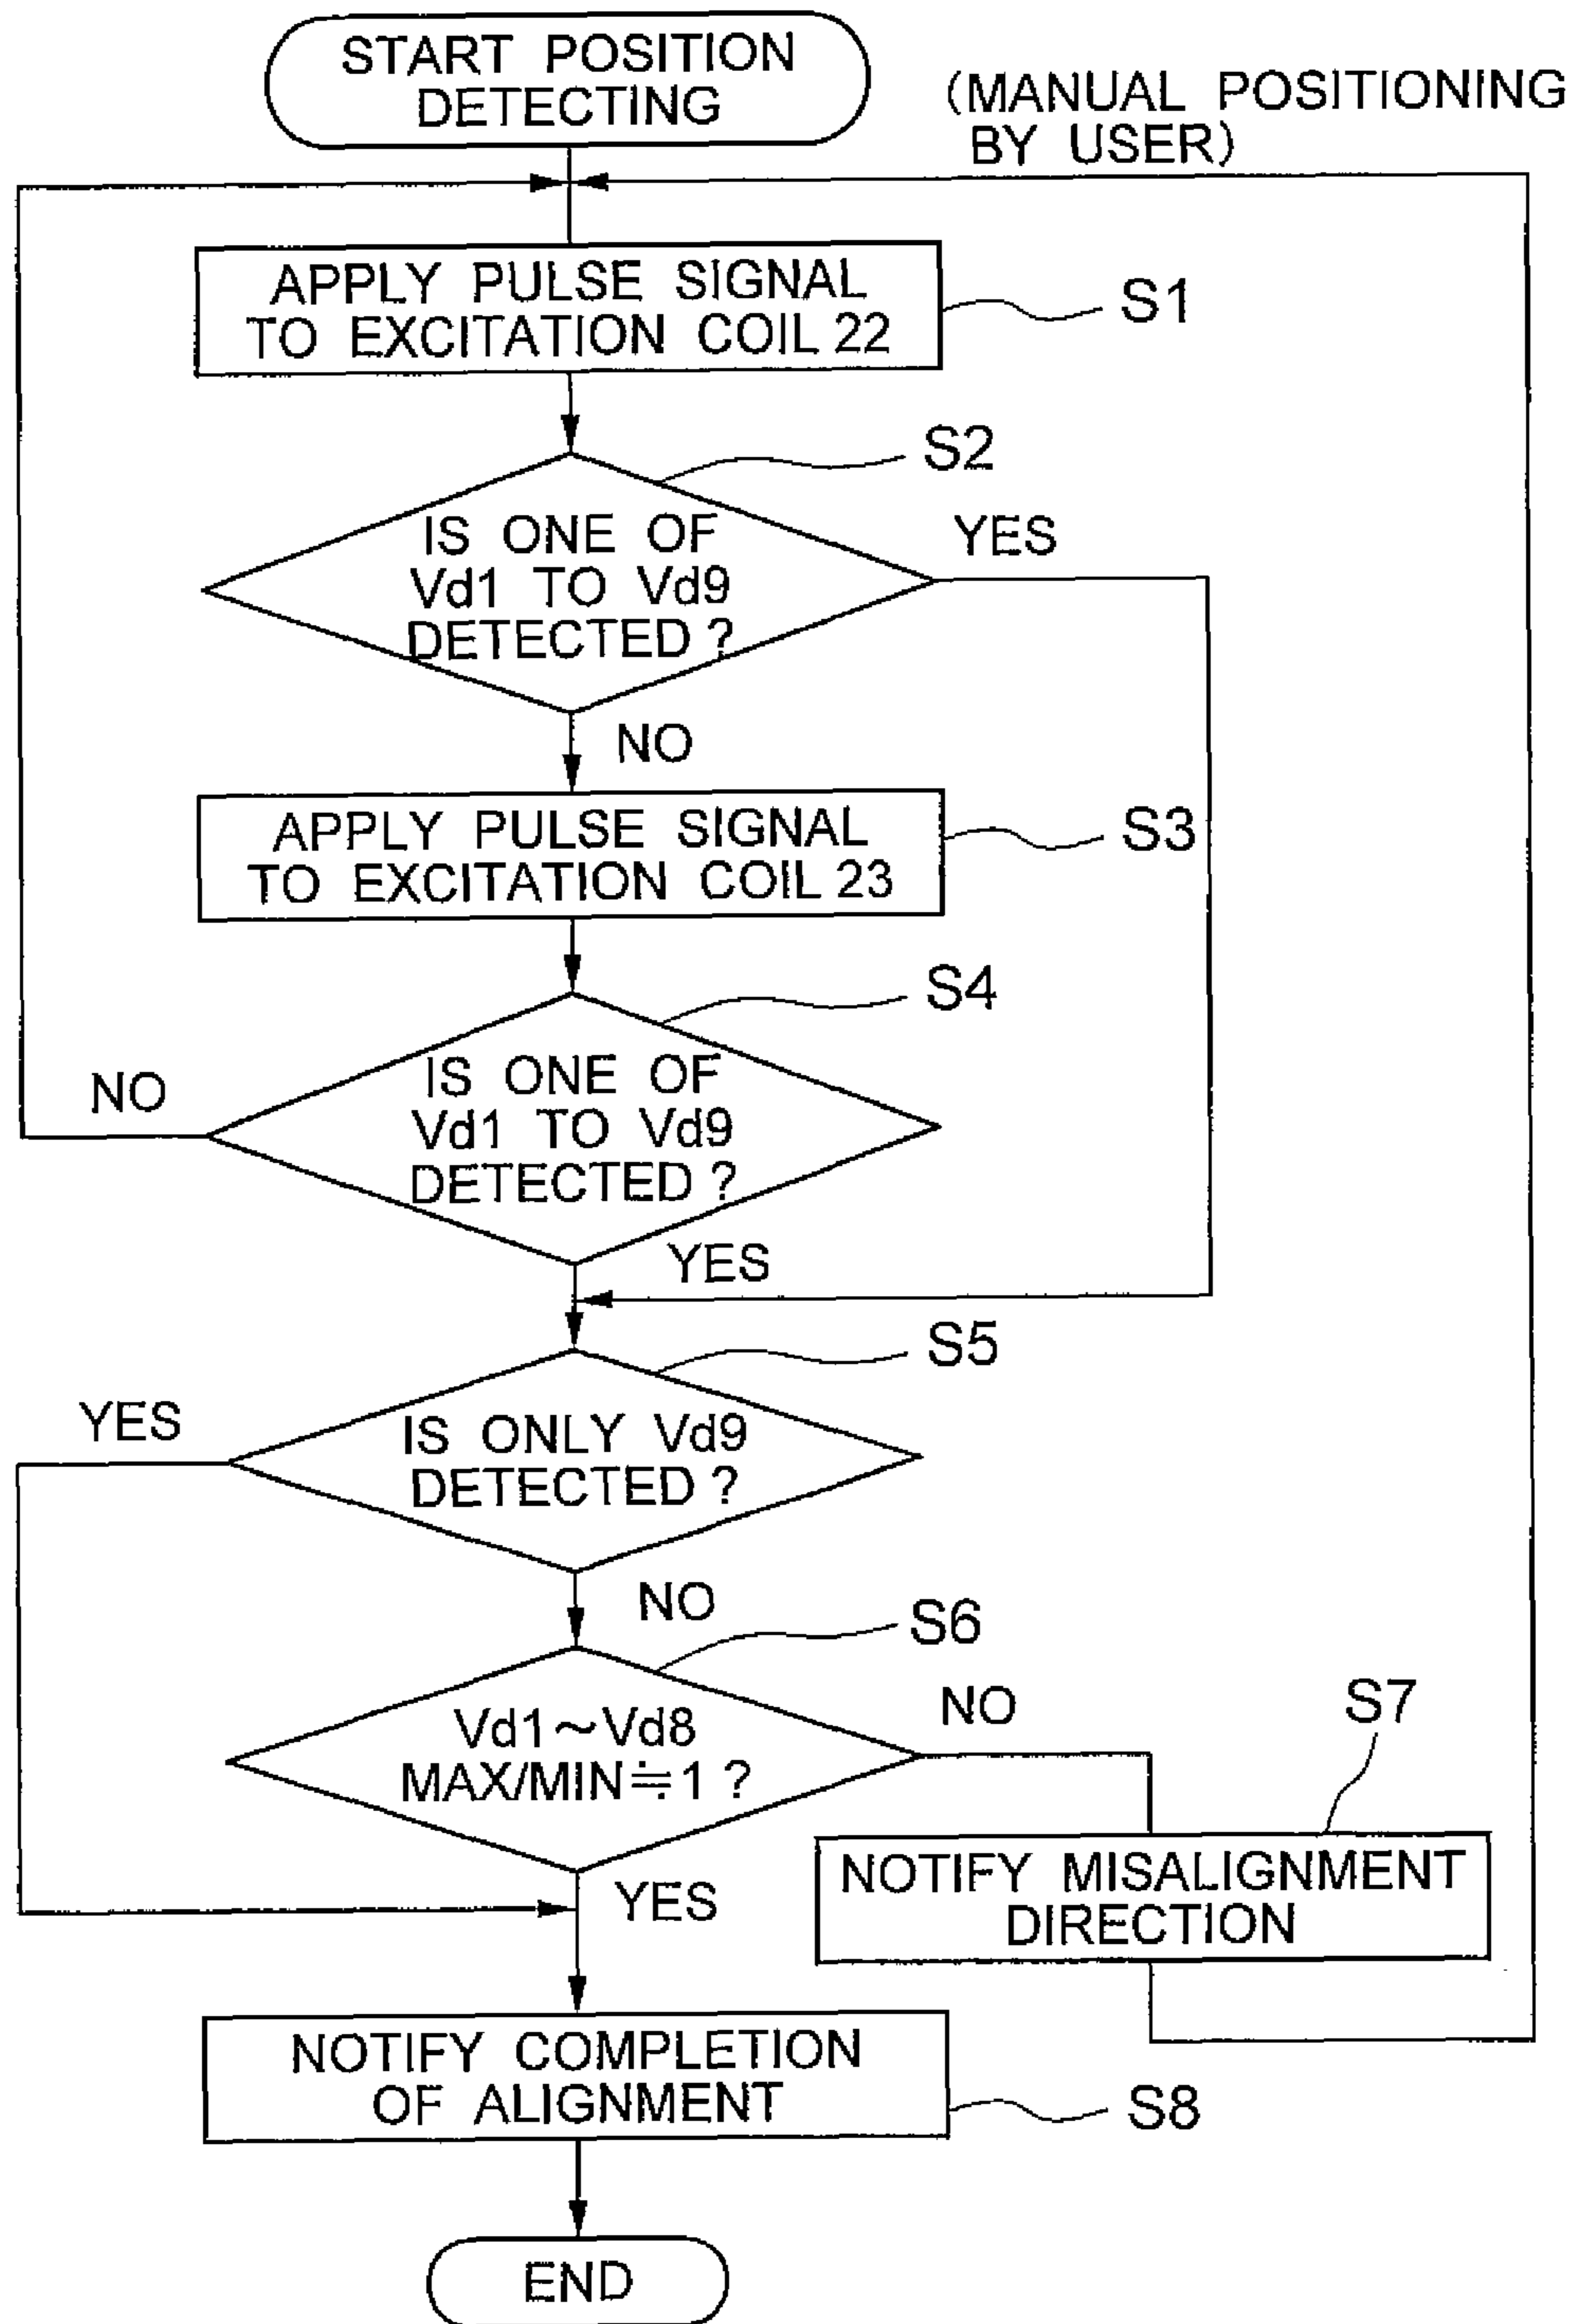 START POSITION
DETECTING
(MANUAL POSITIONING
BY USER)
APPLY PULSE SIGNAL
TO EXCITATION COIL 22
S1
S2
IS ONE OF
Vd1 TO Vd9
DETECTED ?
YES
NO
APPLY PULSE SIGNAL
TO EXCITATION COIL 23
S3
S4
IS ONE OF
Vd1 TO Vd9
DETECTED ?
NO
YES
S5
IS ONLY Vd9
DETECTED ?
YES
NO
S6
Vd1~Vd8
MAX/MIN≒1 ?
NO
S7
NOTIFY MISALIGNMENT
DIRECTION
YES
NOTIFY COMPLETION
OF ALIGNMENT
S8
END